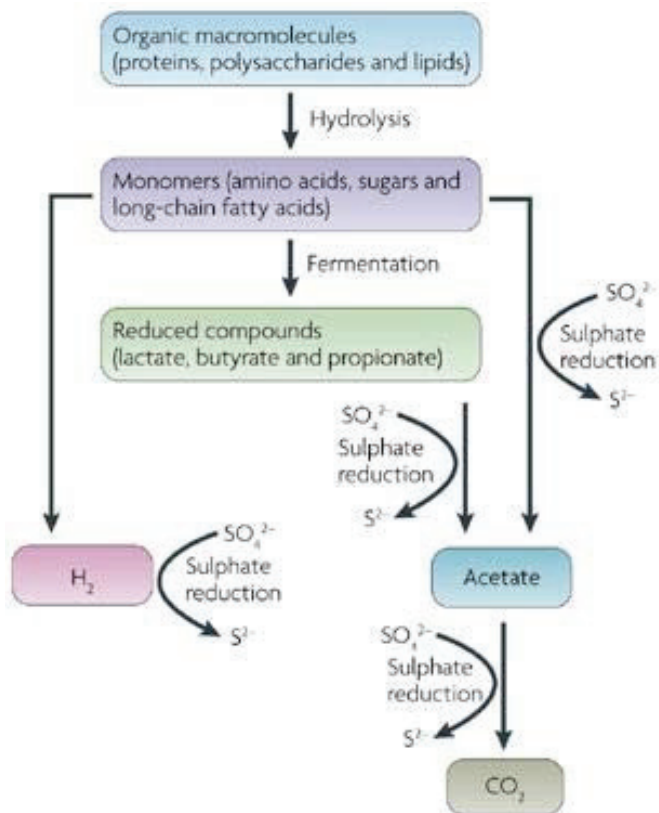 Organic macromolecules
(proteins, polysaccharides and lipids)
Hydrolysis
Monomers (amino acids, sugars and
long-chain fatty acids)
Fermentation
Reduced compounds
(lactate, butyrate and propionate)
SO₄²⁻
Sulphate
reduction
S²⁻
SO₄²⁻
Sulphate
reduction
S²⁻
H₂
SO₄²⁻
Sulphate
reduction
S²⁻
Acetate
SO₄²⁻
Sulphate
reduction
S²⁻
CO₂